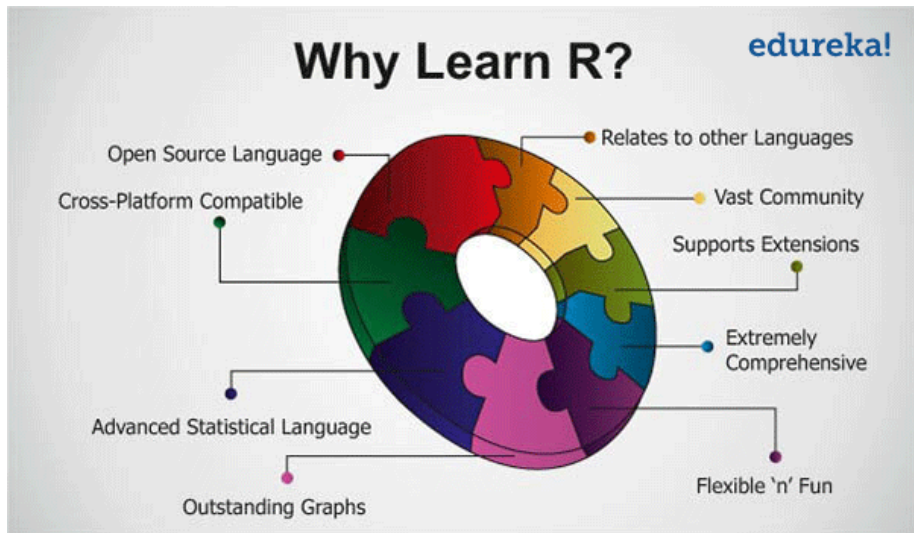 Why Learn R?
edureka!
Open Source Language
Relates to other Languages
Cross-Platform Compatible
Vast Community
Supports Extensions
Extremely
Comprehensive
Advanced Statistical Language
Flexible ‘n’ Fun
Outstanding Graphs